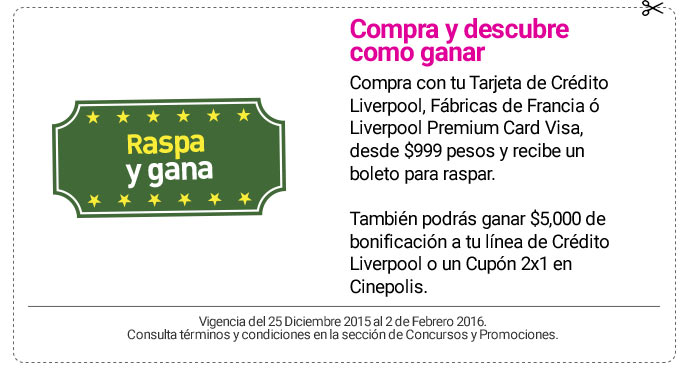 Compra y descubre
como ganar
Raspa
y gana
Compra con tu Tarjeta de Crédito
Liverpool, Fábricas de Francia ó
Liverpool Premium Card Visa,
desde $999 pesos y recibe un
boleto para raspar.
También podrás ganar $5,000 de
bonificación a tu línea de Crédito
Liverpool o un Cupón 2x1 en
Cinepolis.
Vigencia del 25 Diciembre 2015 al 2 de Febrero 2016.
Consulta términos y condiciones en la sección de Concursos y Promociones.